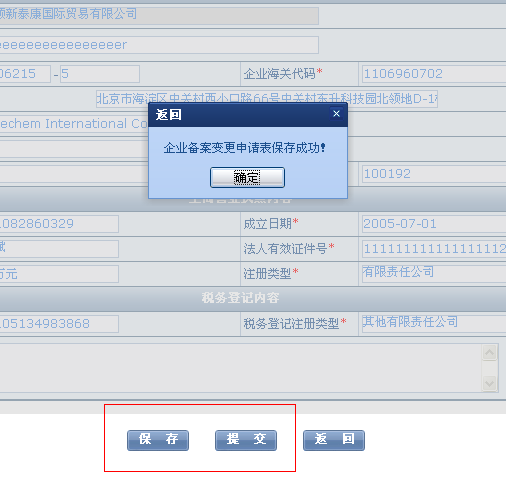 新泰康国际贸易有限公司
eeeeeeeeeeeeeeeer
06215 - 5 企业海关代码* 1106960702
北京市海淀区中关村西小口路66号中关村东升科技园北领地D-1
echem International Co
返回
企业备案变更申请表保存成功!
确定
100192
082860329 成立日期* 2005-07-01
法人有效证件号* 111111111111111112
万元 注册类型* 有限责任公司
税务登记内容
05134983868 税务登记注册类型* 其他有限责任公司
保 存 提 交 返 回